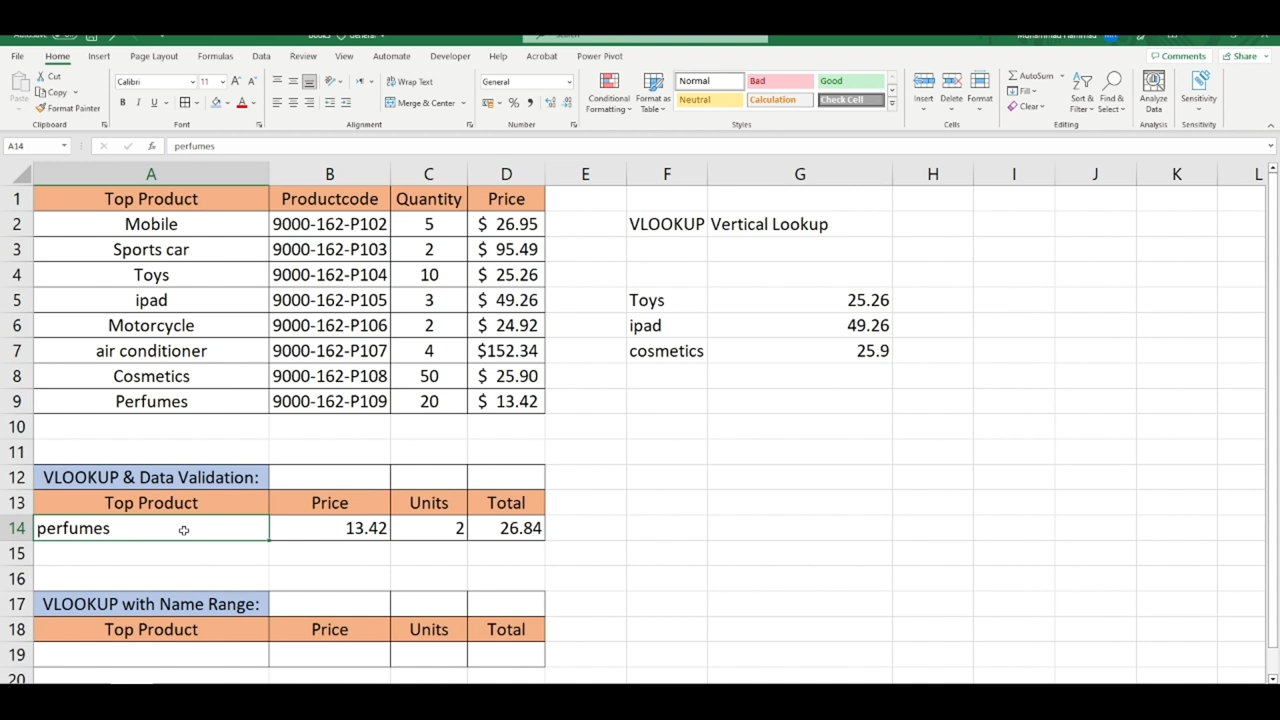 File Home Insert Page Layout Formulas Data Review View Automate Developer Help Acrobat Power Pivot Comments Share
Cut Calibri 11 Wrap Text General Normal Bad Good AutoSum
Paste Copy Conditional Format as Neutral Calculation Check Cell Insert Delete Format Fill Sort & Find & Analyze Sensitivity
Format Painter B I U Merge & Center $ % Formatting Table Clear Filter Select Data
Clipboard Font Alignment Number Styles Cells Editing Analysis Sensitivity
A14 fx perfumes
A B C D E F G H I J K L
1 Top Product Productcode Quantity Price
2 Mobile 9000-162-P102 5 $ 26.95 VLOOKUP Vertical Lookup
3 Sports car 9000-162-P103 2 $ 95.49
4 Toys 9000-162-P104 10 $ 25.26
5 ipad 9000-162-P105 3 $ 49.26 Toys 25.26
6 Motorcycle 9000-162-P106 2 $ 24.92 ipad 49.26
7 air conditioner 9000-162-P107 4 $152.34 cosmetics 25.9
8 Cosmetics 9000-162-P108 50 $ 25.90
9 Perfumes 9000-162-P109 20 $ 13.42
10
11
12 VLOOKUP & Data Validation:
13 Top Product Price Units Total
14 perfumes 13.42 2 26.84
15
16
17 VLOOKUP with Name Range:
18 Top Product Price Units Total
19
20